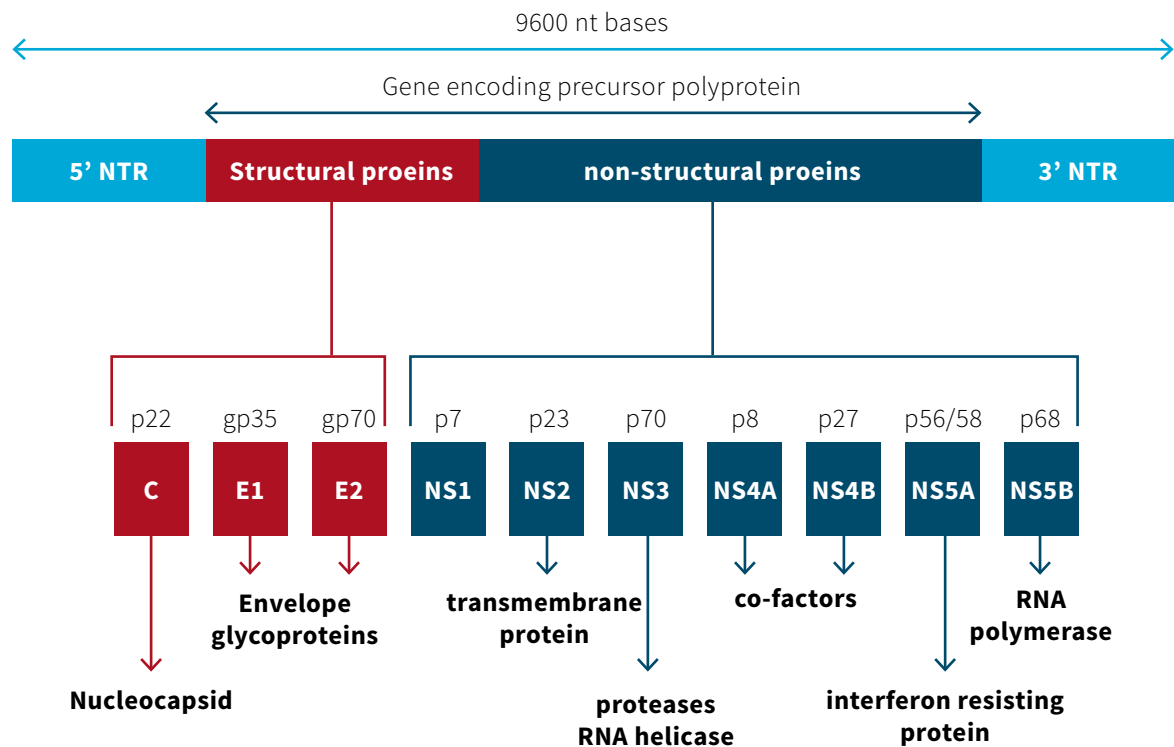 9600 nt bases
Gene encoding precursor polyprotein
5’ NTR
Structural proeins
non-structural proeins
3’ NTR
p22
gp35
gp70
p7
p23
p70
p8
p27
p56/58
p68
C
E1
E2
NS1
NS2
NS3
NS4A
NS4B
NS5A
NS5B
Envelope
glycoproteins
transmembrane
protein
co-factors
RNA
polymerase
Nucleocapsid
proteases
RNA helicase
interferon resisting
protein